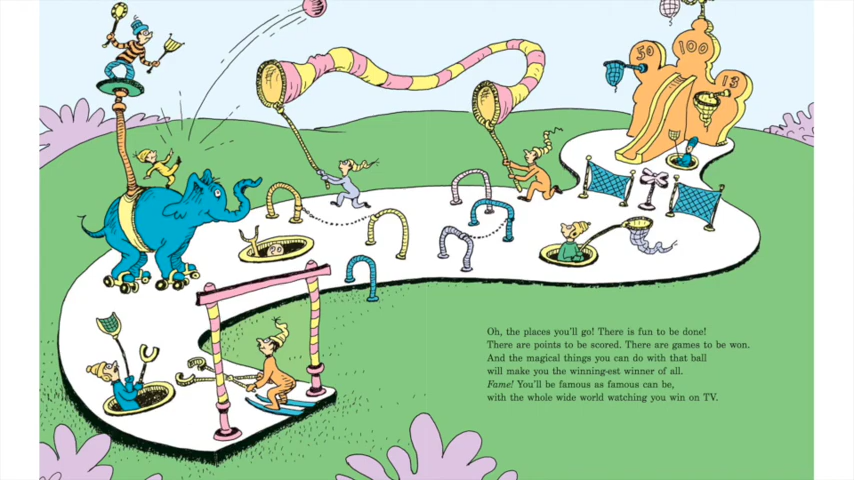 50
100
13
Oh, the places you'll go! There is fun to be done!
There are points to be scored. There are games to be won.
And the magical things you can do with that ball
will make you the winning-est winner of all.
Fame! You'll be famous as famous can be,
with the whole wide world watching you win on TV.